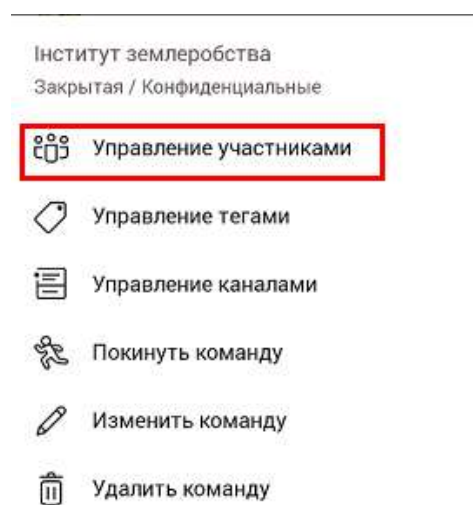 Інститут землеробства
Закрытая / Конфиденциальные
Управление участниками
Управление тегами
Управление каналами
Покинуть команду
Изменить команду
Удалить команду